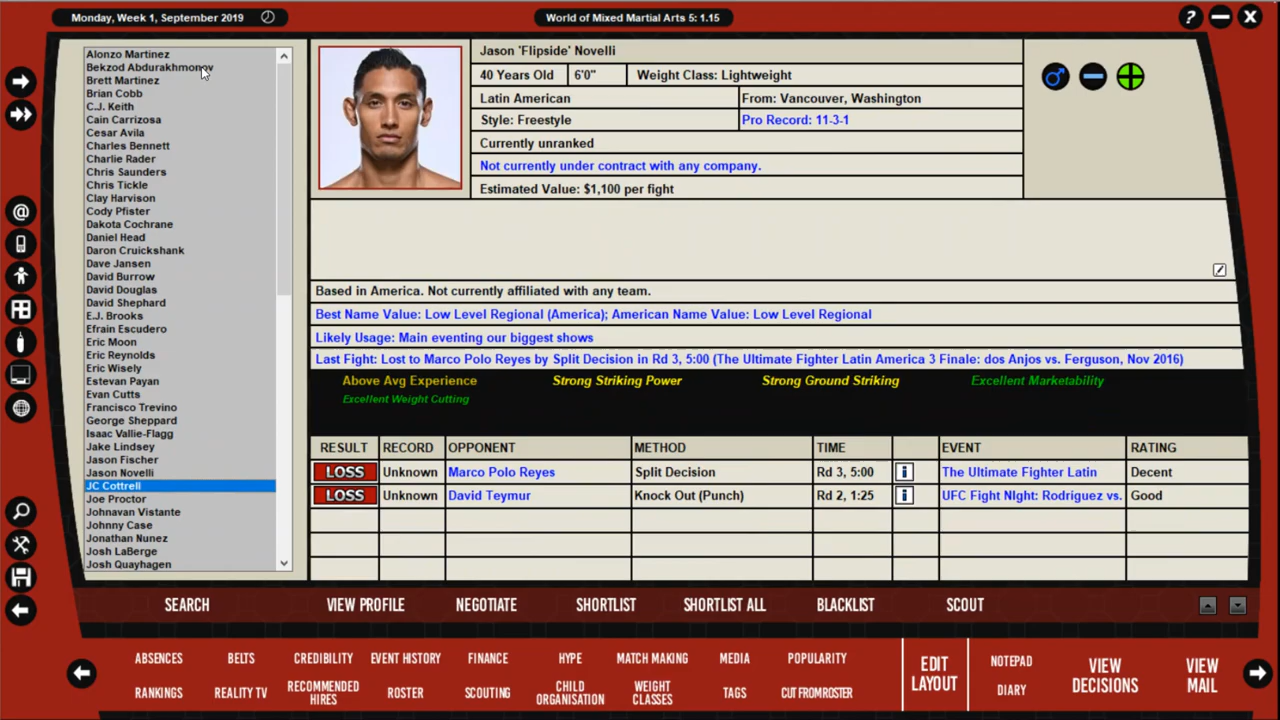 Monday, Week 1, September 2019
World of Mixed Martial Arts 5: 1.15
?
X
Alonzo Martinez
Bekzod Abdurakhmonov
Brett Martinez
Brian Cobb
C.J. Keith
Cain Carrizosa
Cesar Avila
Charles Bennett
Charlie Rader
Chris Saunders
Chris Tickle
Clay Harvison
Cody Pfister
Dakota Cochrane
Daniel Head
Daron Cruickshank
Dave Jansen
David Burrow
David Douglas
David Shephard
E.J. Brooks
Efrain Escudero
Eric Moon
Eric Reynolds
Eric Wisely
Estevan Payan
Evan Cutts
Francisco Trevino
George Sheppard
Isaac Vallie-Flagg
Jake Lindsey
Jason Fischer
Jason Novelli
JC Cottrell
Joe Proctor
Johnavan Vistante
Johnny Case
Jonathan Nunez
Josh LaBerge
Josh Quayhagen
Jason 'Flipside' Novelli
40 Years Old 6'0" Weight Class: Lightweight
Latin American From: Vancouver, Washington
Style: Freestyle Pro Record: 11-3-1
Currently unranked
Not currently under contract with any company.
Estimated Value: $1,100 per fight
Based in America. Not currently affiliated with any team.
Best Name Value: Low Level Regional (America); American Name Value: Low Level Regional
Likely Usage: Main eventing our biggest shows
Last Fight: Lost to Marco Polo Reyes by Split Decision in Rd 3, 5:00 (The Ultimate Fighter Latin America 3 Finale: dos Anjos vs. Ferguson, Nov 2016)
Above Avg Experience Strong Striking Power Strong Ground Striking Excellent Marketability
Excellent Weight Cutting
RESULT RECORD OPPONENT METHOD TIME EVENT RATING
LOSS Unknown Marco Polo Reyes Split Decision Rd 3, 5:00 i The Ultimate Fighter Latin Decent
LOSS Unknown David Teymur Knock Out (Punch) Rd 2, 1:25 i UFC Fight NIght: Rodriguez vs. Good
SEARCH VIEW PROFILE NEGOTIATE SHORTLIST SHORTLIST ALL BLACKLIST SCOUT
ABSENCES BELTS CREDIBILITY EVENT HISTORY FINANCE HYPE MATCH MAKING MEDIA POPULARITY
RANKINGS REALITY TV RECOMMENDED HIRES ROSTER SCOUTING CHILD ORGANISATION WEIGHT CLASSES TAGS CUT FROM ROSTER
EDIT LAYOUT
NOTEPAD
DIARY
VIEW DECISIONS
VIEW MAIL